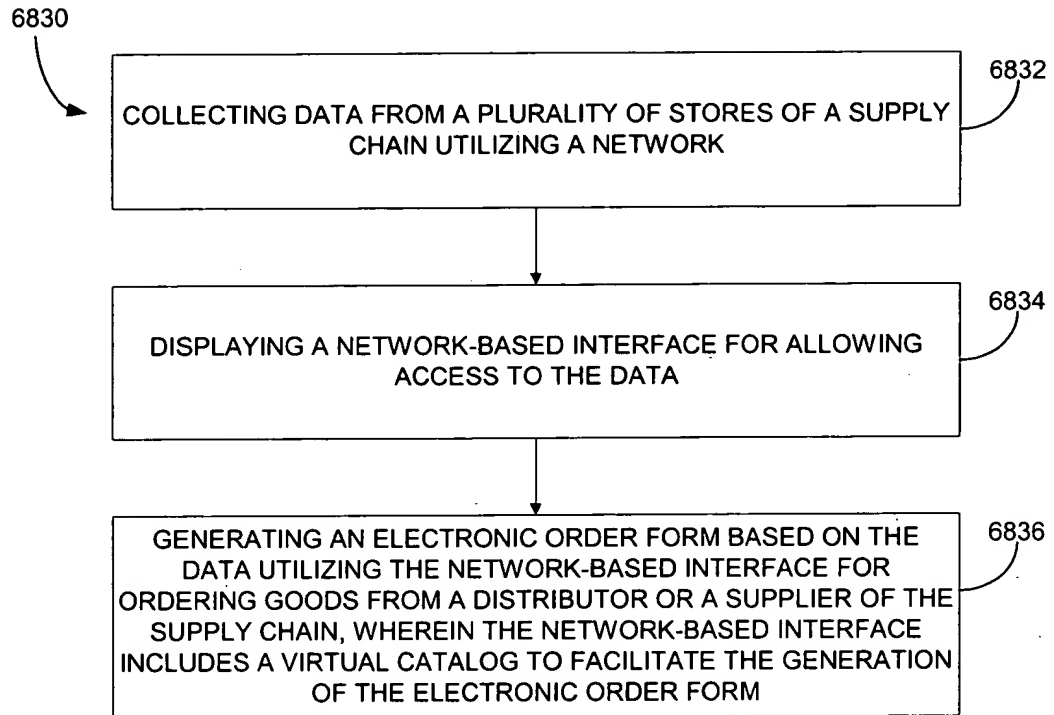 6830
6832
COLLECTING DATA FROM A PLURALITY OF STORES OF A SUPPLY
CHAIN UTILIZING A NETWORK
6834
DISPLAYING A NETWORK-BASED INTERFACE FOR ALLOWING
ACCESS TO THE DATA
6836
GENERATING AN ELECTRONIC ORDER FORM BASED ON THE
DATA UTILIZING THE NETWORK-BASED INTERFACE FOR
ORDERING GOODS FROM A DISTRIBUTOR OR A SUPPLIER OF THE
SUPPLY CHAIN, WHEREIN THE NETWORK-BASED INTERFACE
INCLUDES A VIRTUAL CATALOG TO FACILITATE THE GENERATION
OF THE ELECTRONIC ORDER FORM